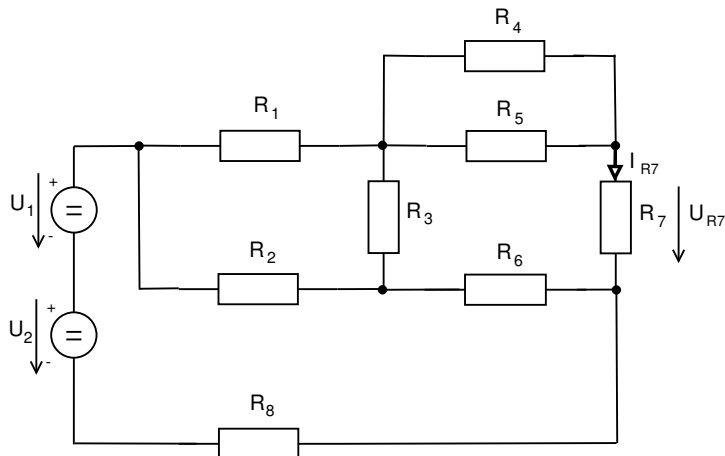 R4
R1
R5
IR7
+
U1
-
R3
R7
UR7
R2
R6
+
U2
-
R8